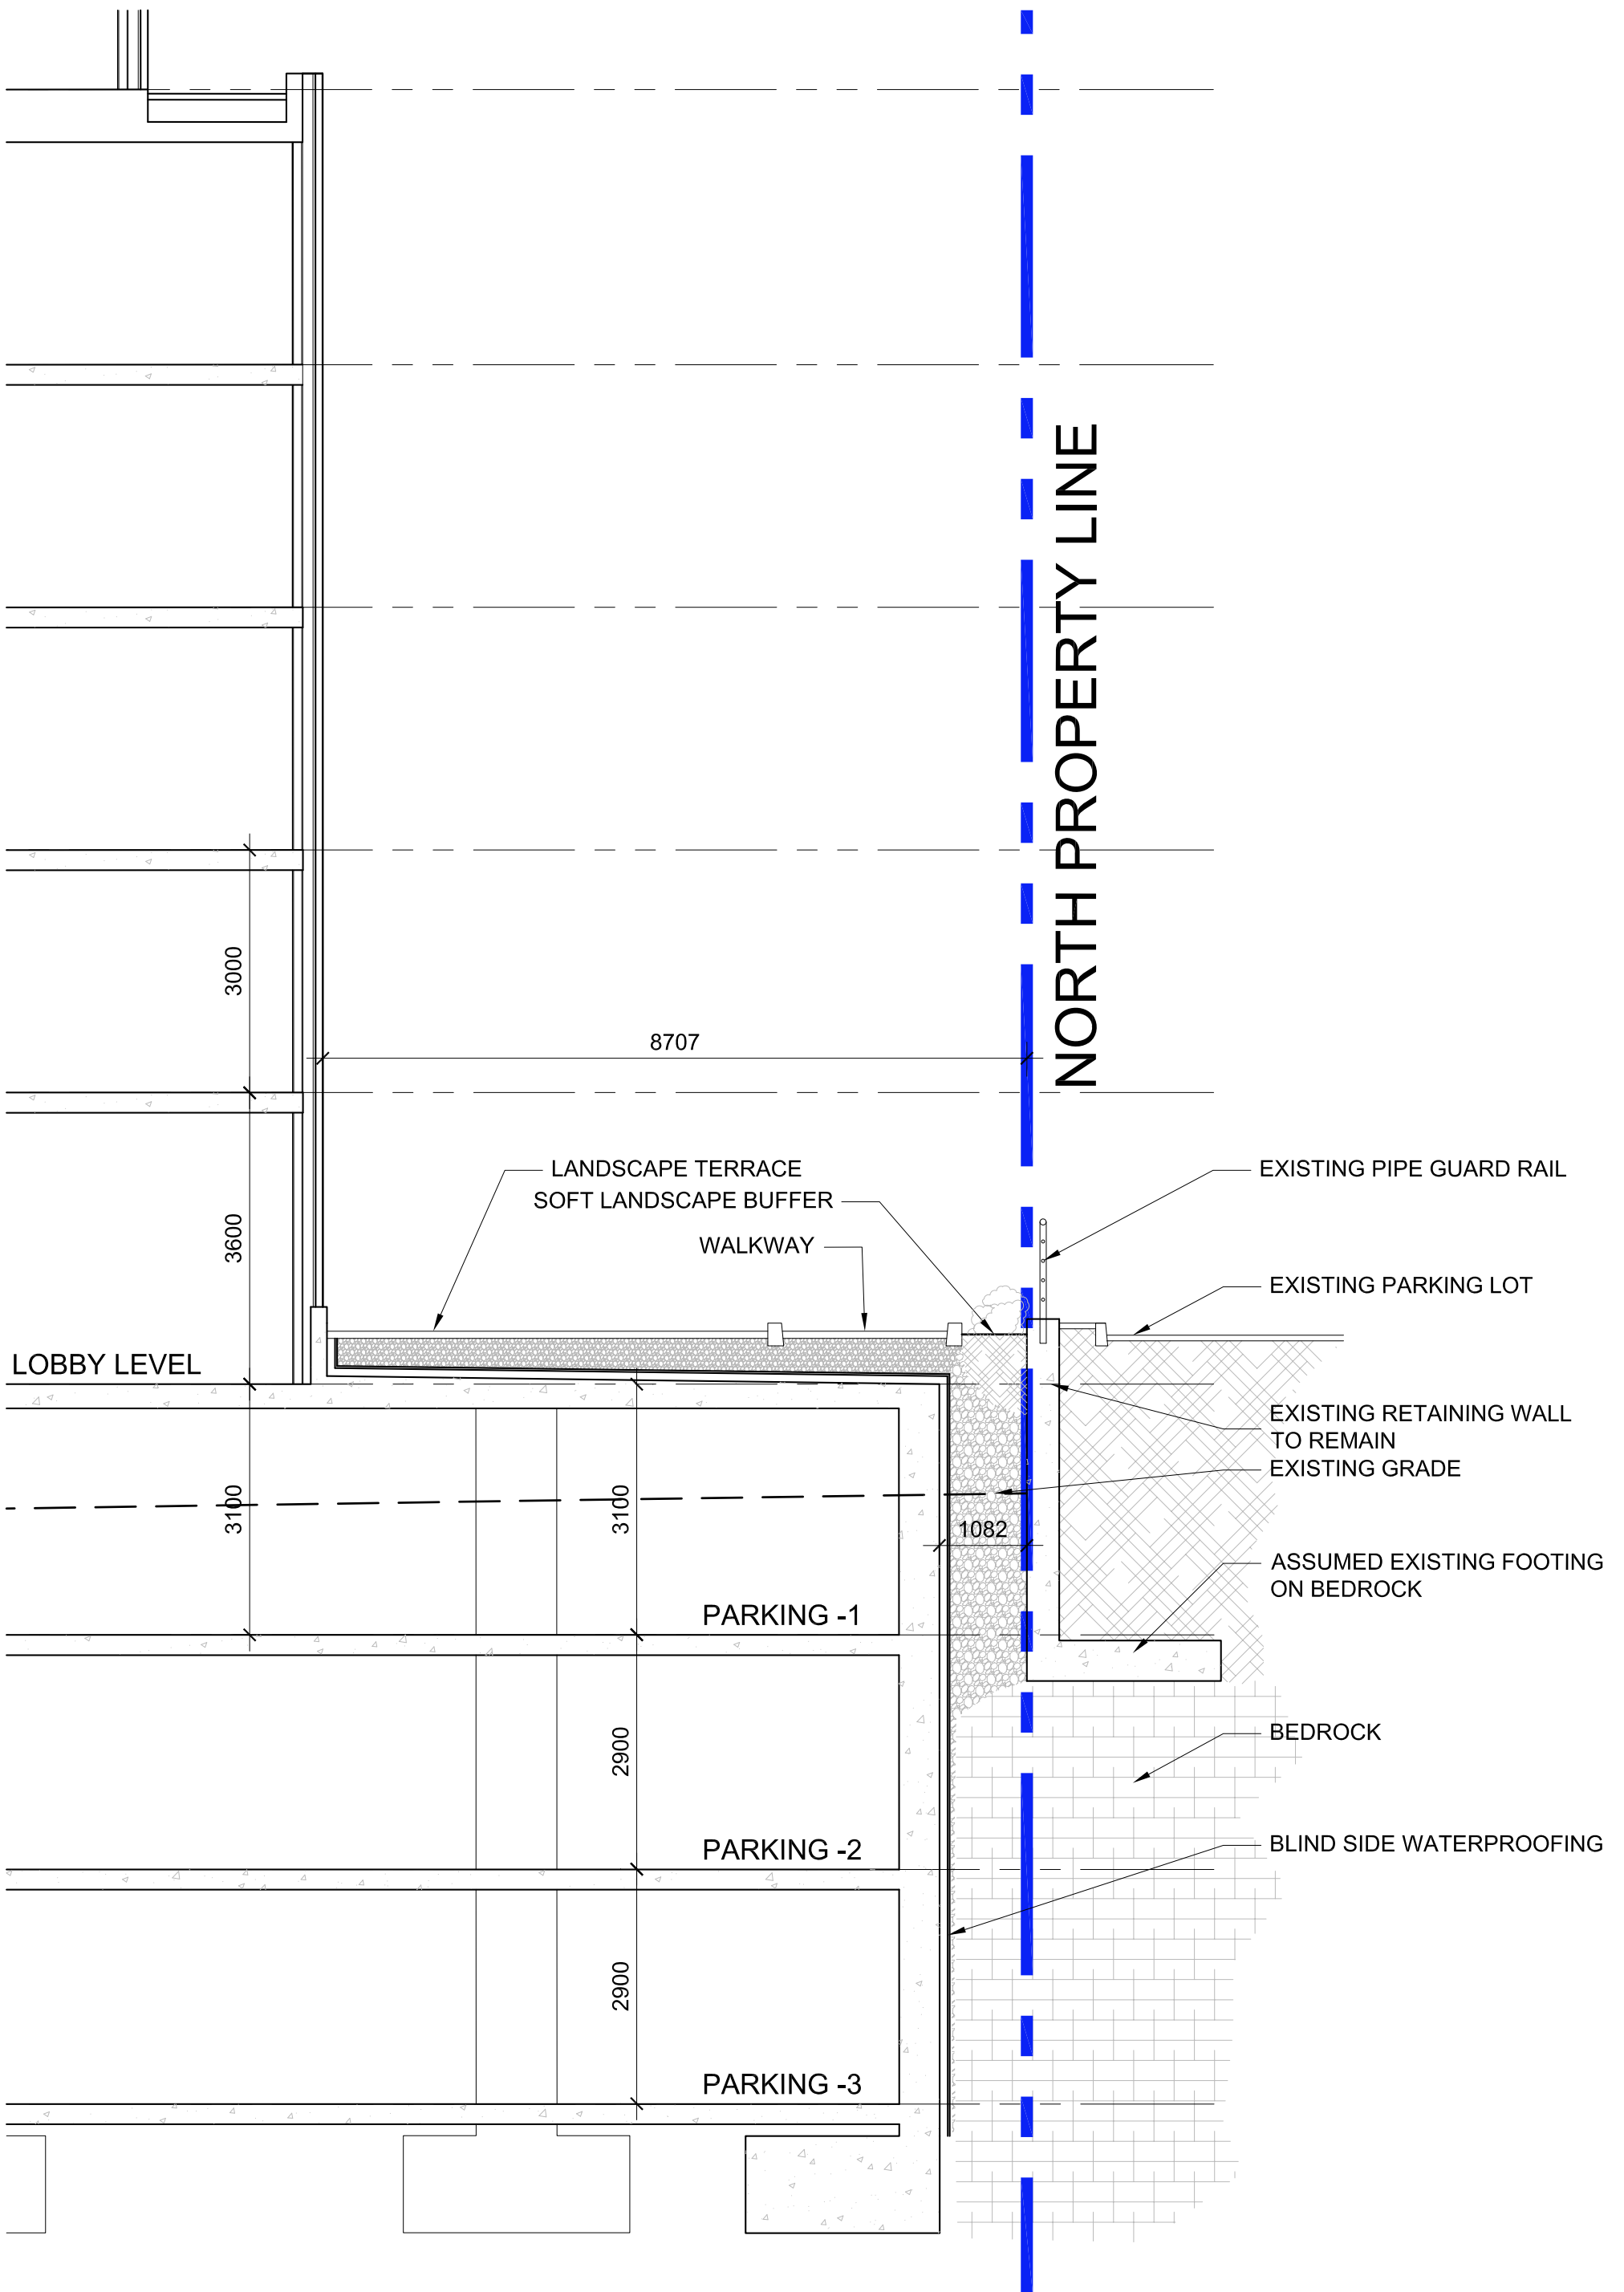 NORTH PROPERTY LINE
3000
8707
LANDSCAPE TERRACE
EXISTING PIPE GUARD RAIL
SOFT LANDSCAPE BUFFER
3600
WALKWAY
EXISTING PARKING LOT
LOBBY LEVEL
EXISTING RETAINING WALL
TO REMAIN
EXISTING GRADE
3100
3100
1082
ASSUMED EXISTING FOOTING
ON BEDROCK
PARKING -1
BEDROCK
2900
PARKING -2
BLIND SIDE WATERPROOFING
2900
PARKING -3